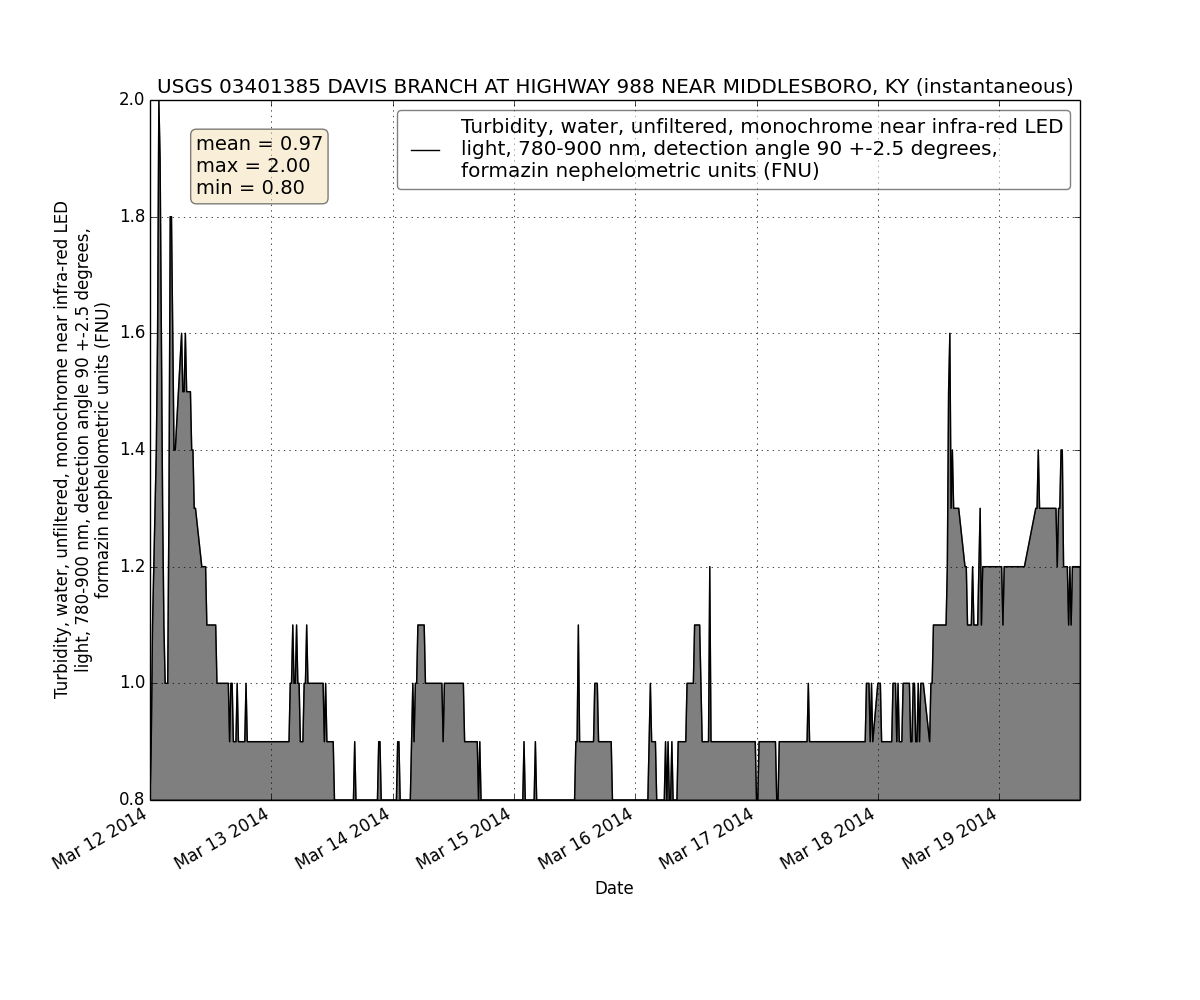 USGS 03401385 DAVIS BRANCH AT HIGHWAY 988 NEAR MIDDLESBORO, KY (instantaneous)
mean = 0.97
max = 2.00
min = 0.80
Turbidity, water, unfiltered, monochrome near infra-red LED
light, 780-900 nm, detection angle 90 +-2.5 degrees,
formazin nephelometric units (FNU)
Turbidity, water, unfiltered, monochrome near infra-red LED
light, 780-900 nm, detection angle 90 +-2.5 degrees,
formazin nephelometric units (FNU)
2.0
1.8
1.6
1.4
1.2
1.0
0.8
Mar 12 2014
Mar 13 2014
Mar 14 2014
Mar 15 2014
Mar 16 2014
Mar 17 2014
Mar 18 2014
Mar 19 2014
Date